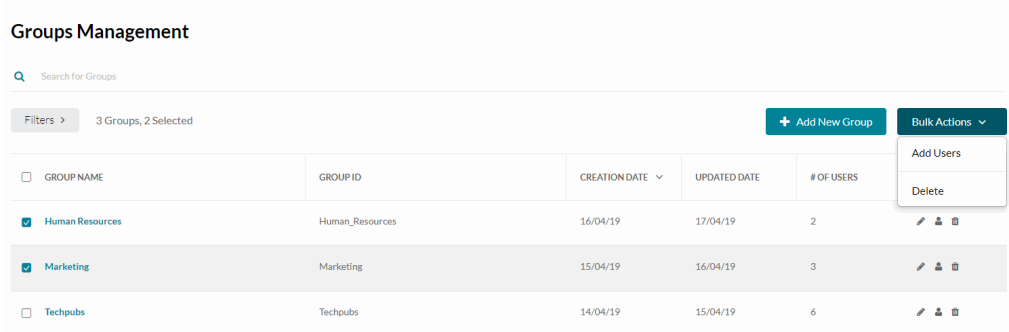 Groups Management
Search for Groups
Filters >
3 Groups, 2 Selected
+ Add New Group
Bulk Actions
Add Users
Delete
GROUP NAME GROUP ID CREATION DATE UPDATED DATE # OF USERS
Human Resources Human_Resources 16/04/19 17/04/19 2
Marketing Marketing 15/04/19 16/04/19 3
Techpubs Techpubs 14/04/19 15/04/19 6